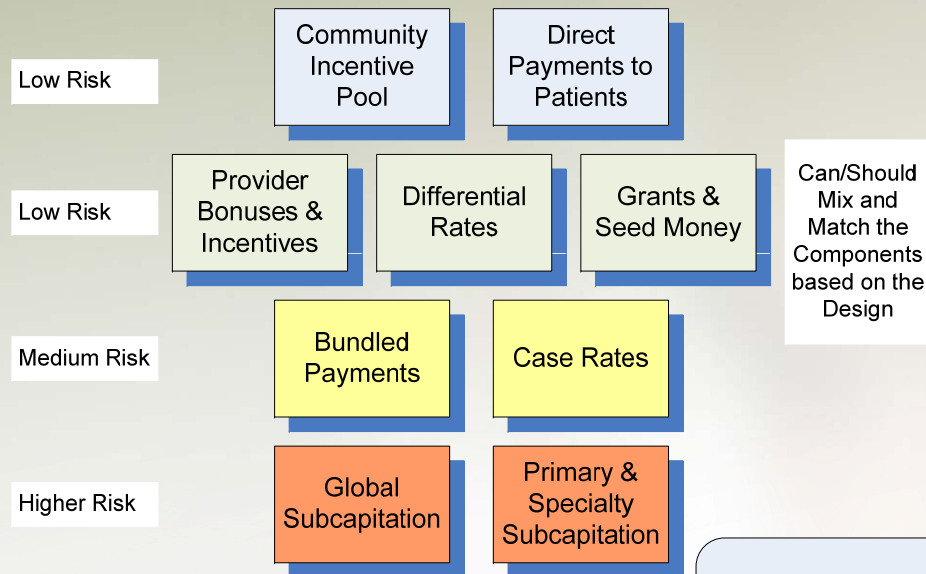 Low Risk
Community
Incentive
Pool
Direct
Payments to
Patients
Low Risk
Provider
Bonuses &
Incentives
Differential
Rates
Grants &
Seed Money
Can/Should
Mix and
Match the
Components
based on the
Design
Medium Risk
Bundled
Payments
Case Rates
Higher Risk
Global
Subcapitation
Primary &
Specialty
Subcapitation